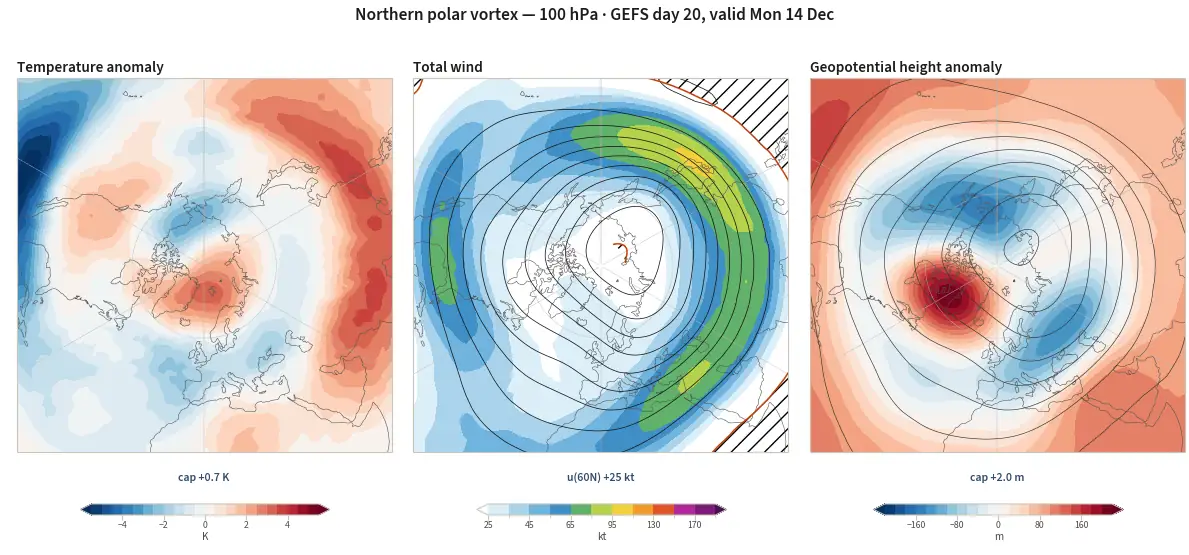 Northern polar vortex — 100 hPa · GEFS day 20, valid Mon 14 Dec
Temperature anomaly
Total wind
Geopotential height anomaly
cap +0.7 K
u(60N) +25 kt
cap +2.0 m
−4 −2 0 2 4
K
25 45 65 95 130 170
kt
−160 −80 0 80 160
m